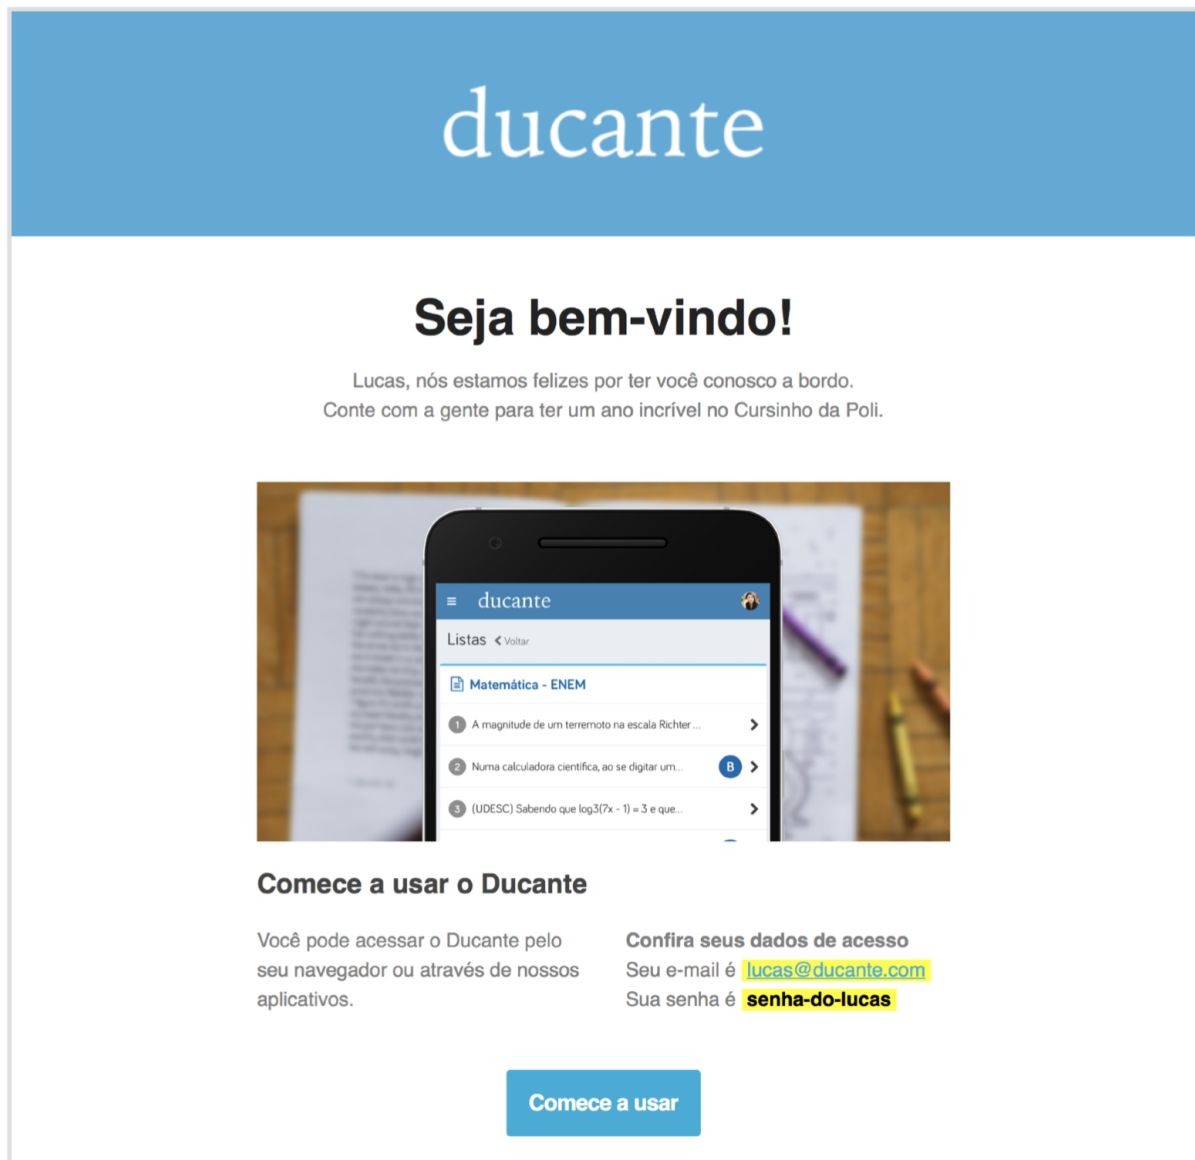 ducante
Seja bem-vindo!
Lucas, nós estamos felizes por ter você conosco a bordo.
Conte com a gente para ter um ano incrível no Cursinho da Poli.
ducante
Listas Voltar
Matemática - ENEM
1 A magnitude de um terremoto na escala Richter ...
2 Numa calculadora científica, ao se digitar um... B
3 (UDESC) Sabendo que log3(7x - 1) = 3 e que...
Comece a usar o Ducante
Você pode acessar o Ducante pelo
seu navegador ou através de nossos
aplicativos.
Confira seus dados de acesso
Seu e-mail é lucas@ducante.com
Sua senha é senha-do-lucas
Comece a usar